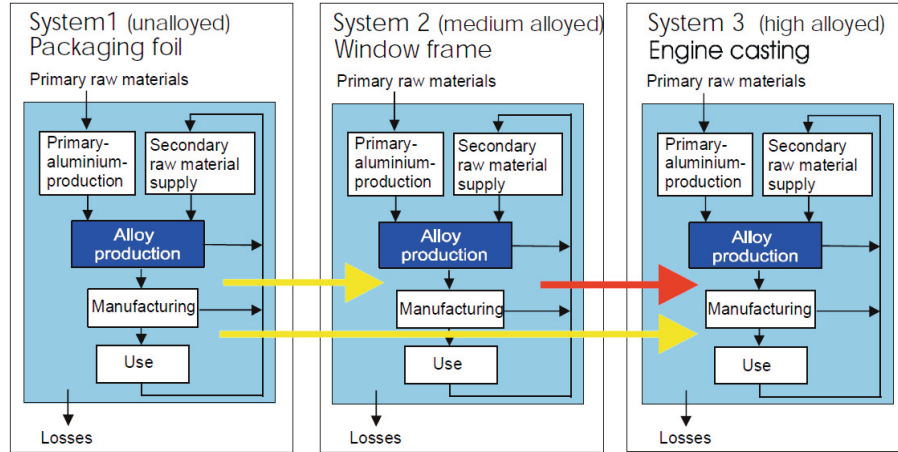 System1 (unalloyed)
Packaging foil
Primary raw materials
Primary-
aluminium-
production
Secondary
raw material
supply
Alloy
production
Manufacturing
Use
Losses
System 2 (medium alloyed)
Window frame
Primary raw materials
Primary-
aluminium-
production
Secondary
raw material
supply
Alloy
production
Manufacturing
Use
Losses
System 3 (high alloyed)
Engine casting
Primary raw materials
Primary-
aluminium-
production
Secondary
raw material
supply
Alloy
production
Manufacturing
Use
Losses